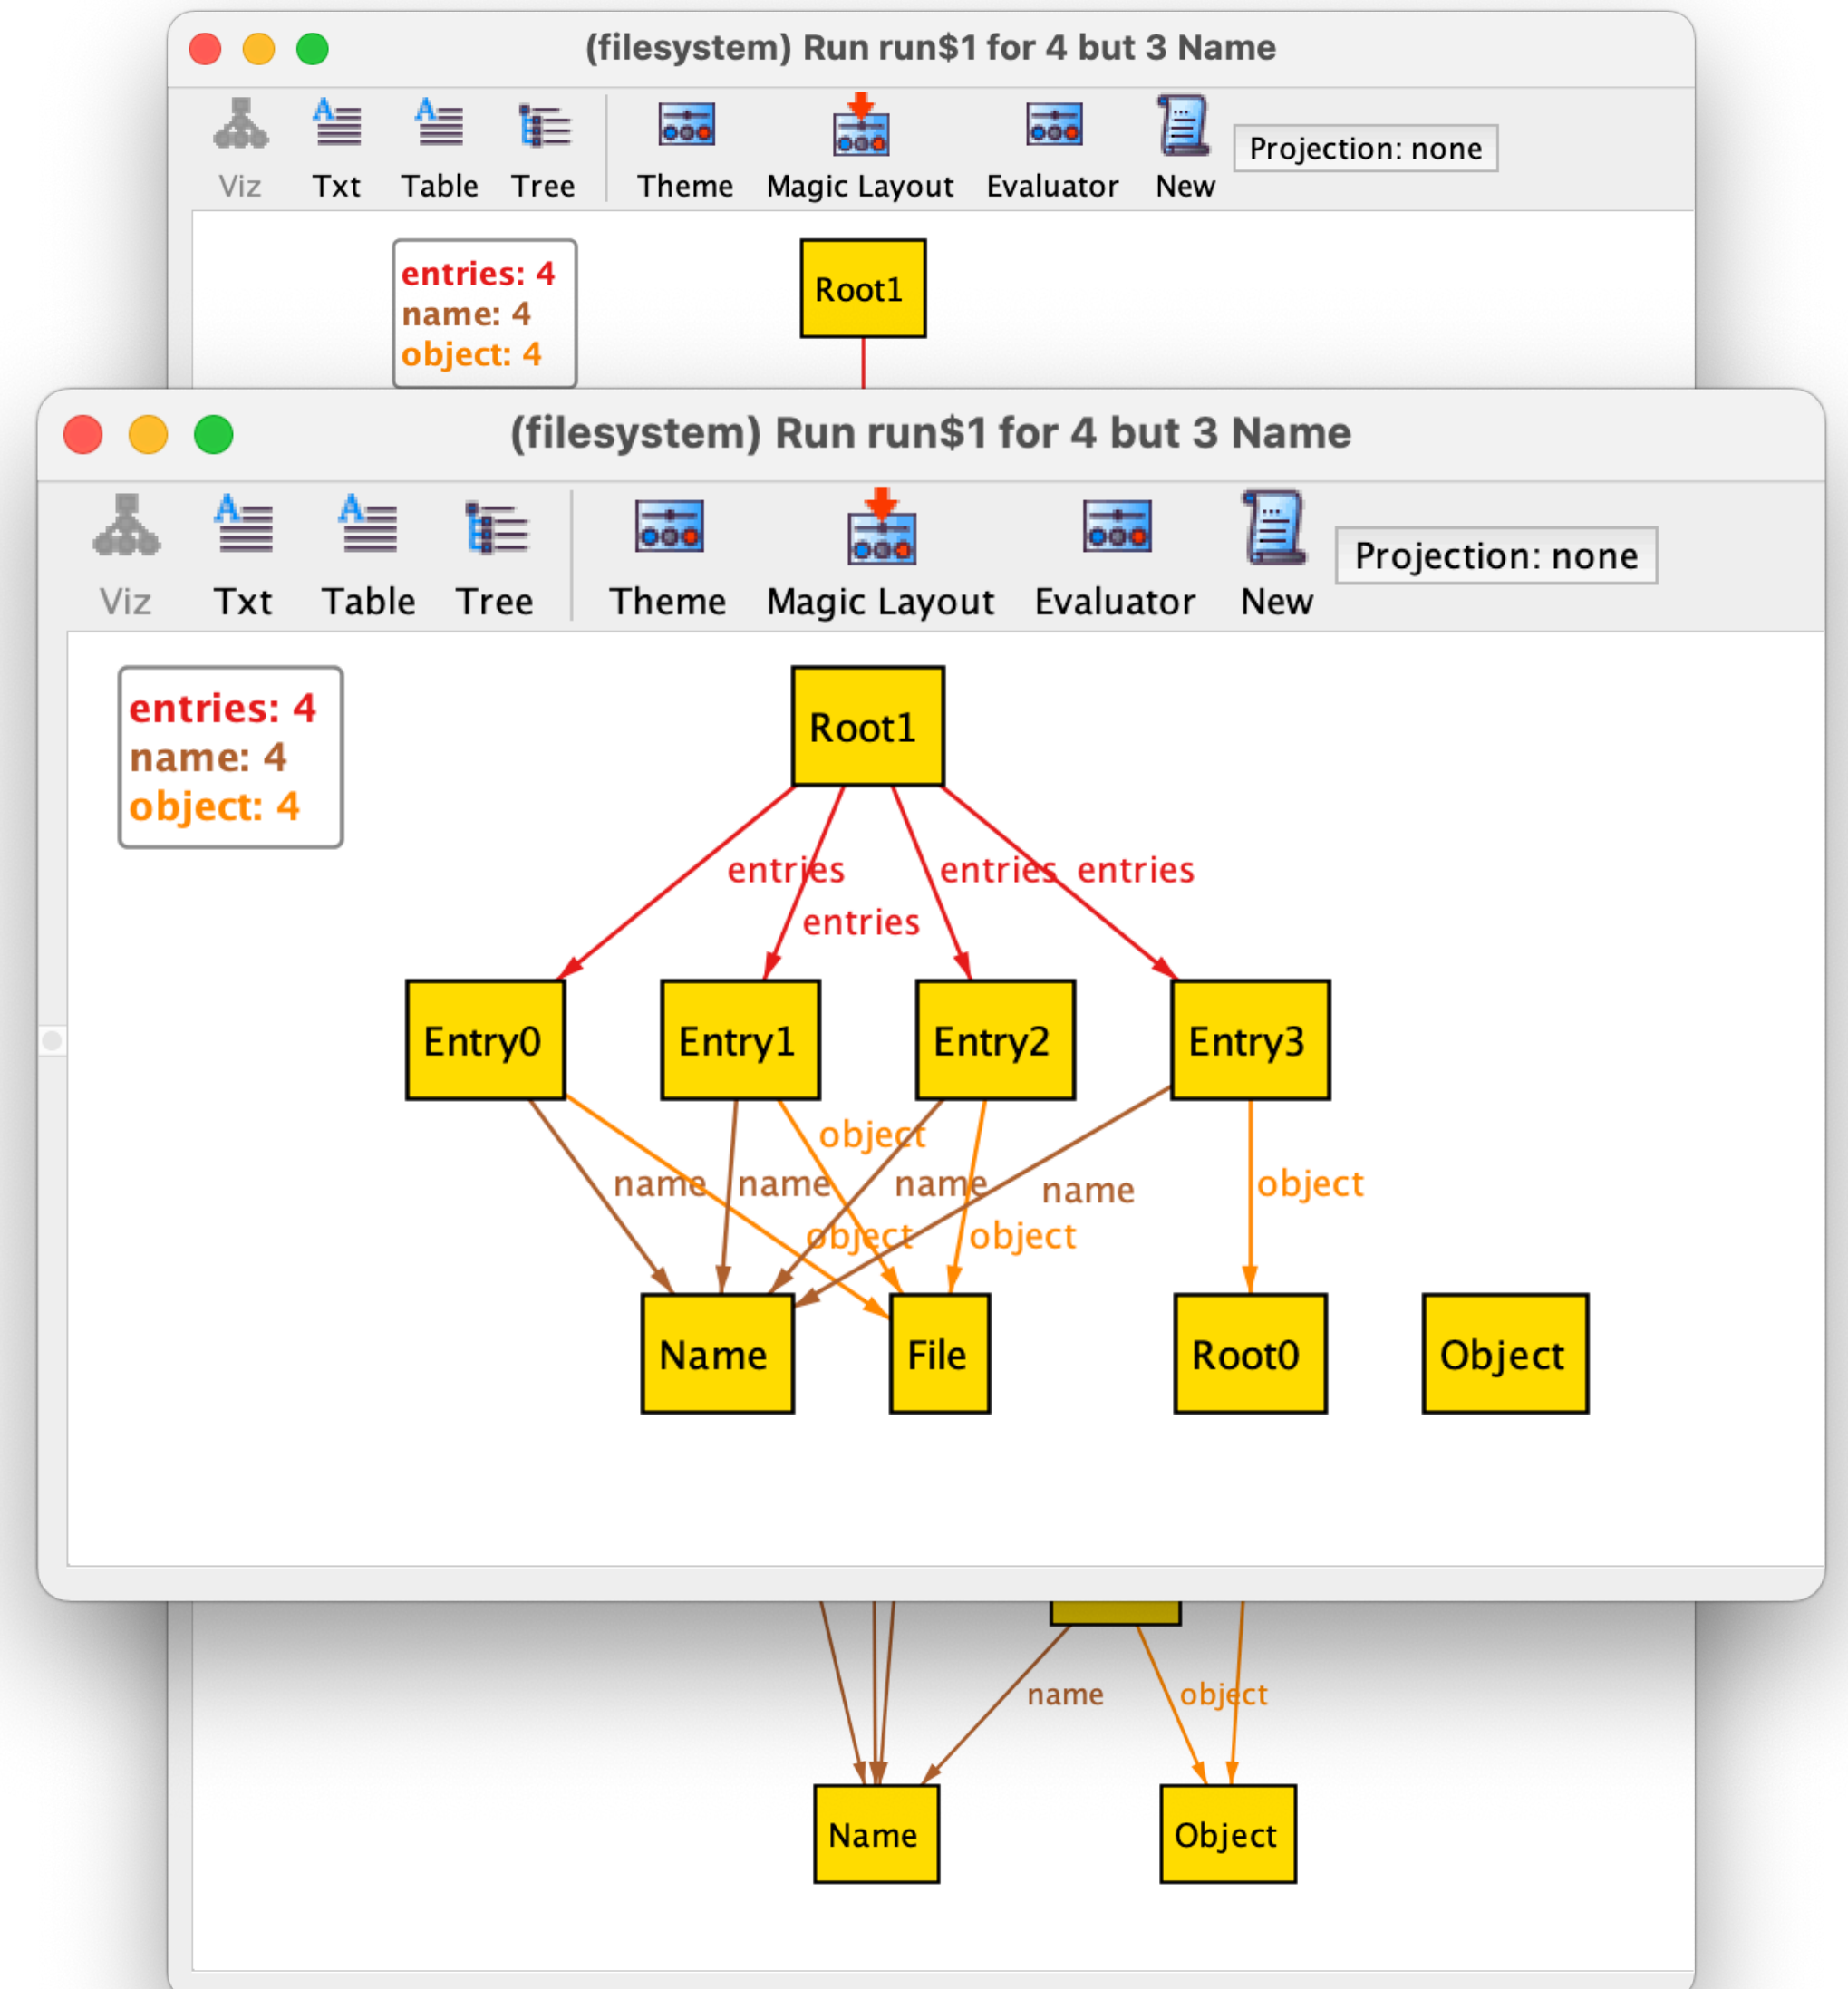 (filesystem) Run run$1 for 4 but 3 Name
Viz Txt Table Tree Theme Magic Layout Evaluator New Projection: none
entries: 4
name: 4
object: 4
Root1
(filesystem) Run run$1 for 4 but 3 Name
Viz Txt Table Tree Theme Magic Layout Evaluator New Projection: none
entries: 4
name: 4
object: 4
Root1
entries entries entries
entries
Entry0 Entry1 Entry2 Entry3
object
name name name name object
object object
Name File Root0 Object
name object
Name Object